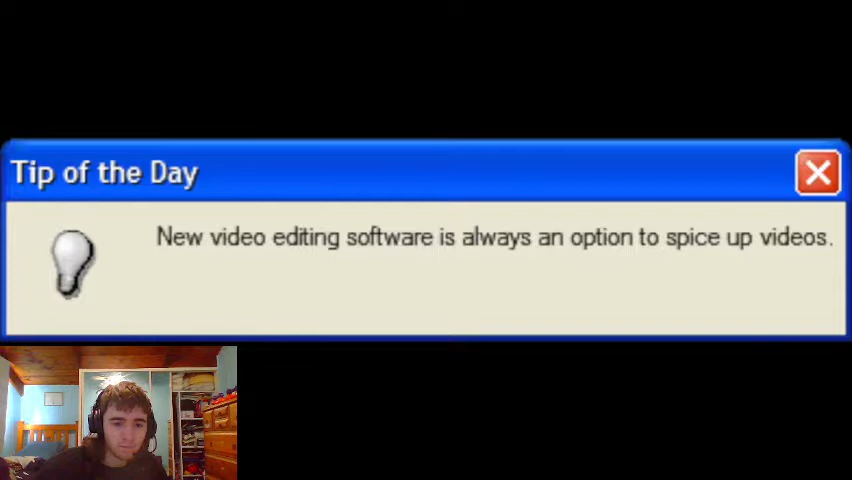 Tip of the Day
New video editing software is always an option to spice up videos.